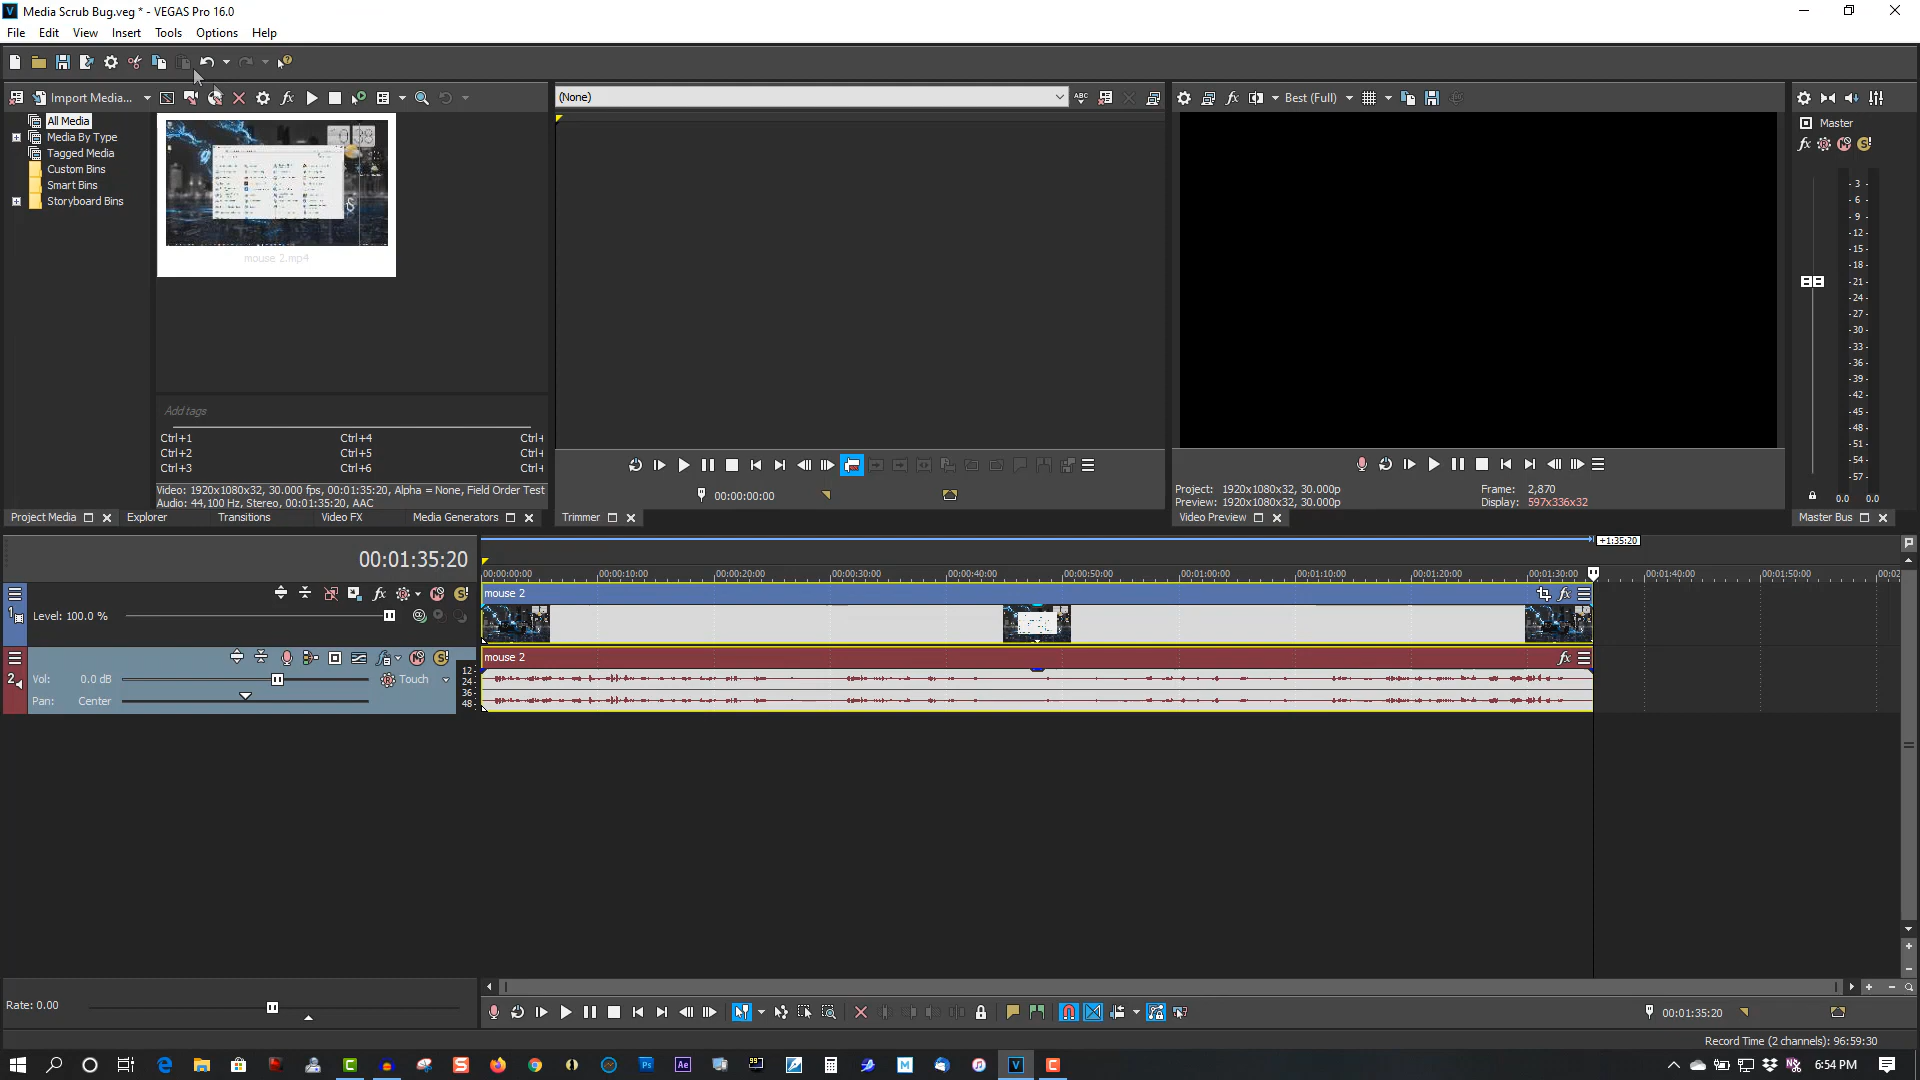 Media Scrub Bug.veg * - VEGAS Pro 16.0
File Edit View Insert Tools Options Help
Import Media...
(None)
Best (Full)
All Media
Media By Type
Tagged Media
Custom Bins
Smart Bins
Storyboard Bins
mouse 2.mp4
Master
- 3 -
- 6 -
- 9 -
-12-
-15-
-18-
-21-
-24-
-27-
-30-
-33-
-36-
-39-
-42-
-45-
-48-
-51-
-54-
-57-
0.0 0.0
Add tags
Ctrl+1 Ctrl+4
Ctrl+2 Ctrl+5
Ctrl+3 Ctrl+6
Video: 1920x1080x32, 30.000 fps, 00:01:35:20, Alpha = None, Field Order Test
Audio: 44,100 Hz, Stereo, 00:01:35:20, AAC
00:00:00:00
Project: 1920x1080x32, 30.000p Frame: 2,870
Preview: 1920x1080x32, 30.000p Display: 597x336x32
Project Media Explorer Transitions Video FX Media Generators Trimmer Video Preview Master Bus
00:01:35:20
+1:35:20
00:00:00:00 00:00:10:00 00:00:20:00 00:00:30:00 00:00:40:00 00:00:50:00 00:01:00:00 00:01:10:00 00:01:20:00 00:01:30:00 00:01:40:00 00:01:50:00
1
mouse 2
Level: 100.0 %
2
mouse 2
Vol: 0.0 dB Touch
Pan: Center
12-
24-
36-
48-
Rate: 0.00
00:01:35:20
Record Time (2 channels): 96:59:30
6:54 PM